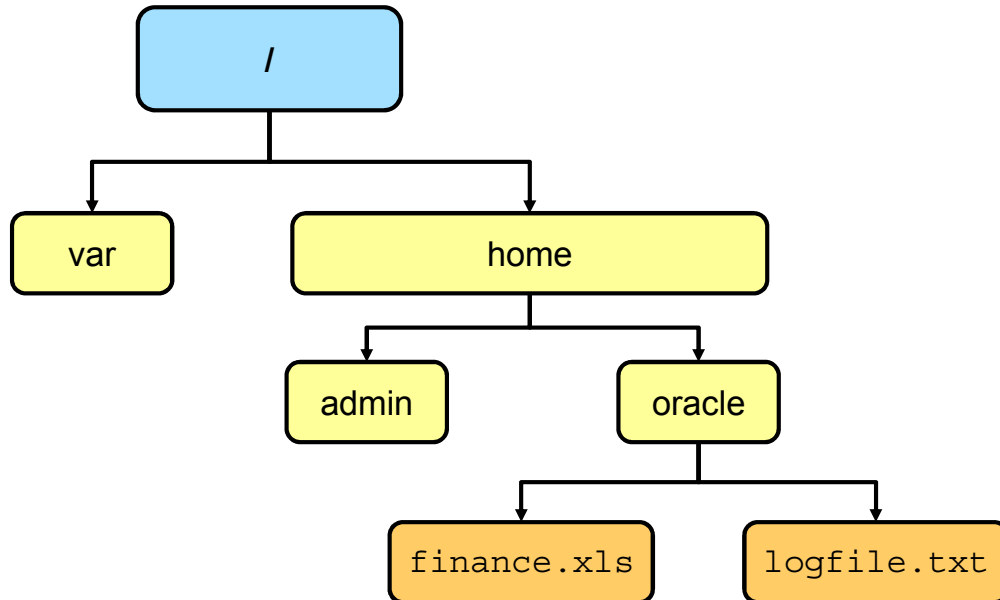 /
var
home
admin
oracle
finance.xls
logfile.txt